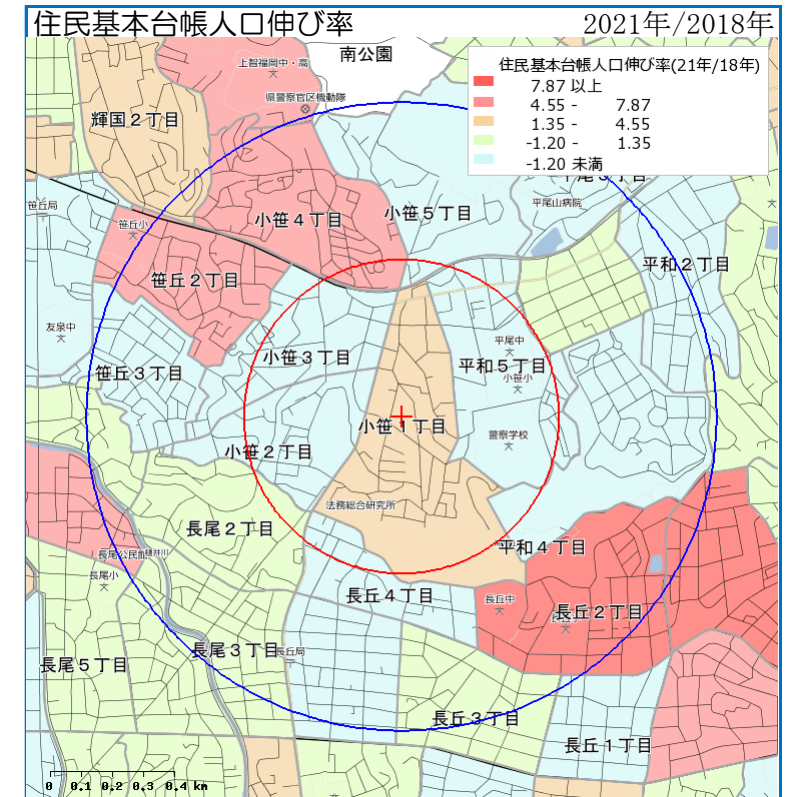 住民基本台帳人口伸び率
2021年/2018年
南公園
上智福岡中・高
県警察官区機動隊
住民基本台帳人口伸び率(21年/18年)
7.87 以上
4.55 - 7.87
1.35 - 4.55
-1.20 - 1.35
-1.20 未満
輝国２丁目
笹丘局
笹丘小
小笹４丁目
小笹５丁目
平尾山病院
平和２丁目
笹丘２丁目
友泉中
小笹３丁目
平尾中
平和５丁目
小笹小
笹丘３丁目
小笹１丁目
警察学校
小笹２丁目
法務総合研究所
長尾２丁目
平和４丁目
長尾公民館
樋井川
長尾小
長丘４丁目
長丘中
長丘２丁目
長尾３丁目
長丘局
長尾５丁目
長丘３丁目
長丘１丁目
0 0.1 0.2 0.3 0.4 km